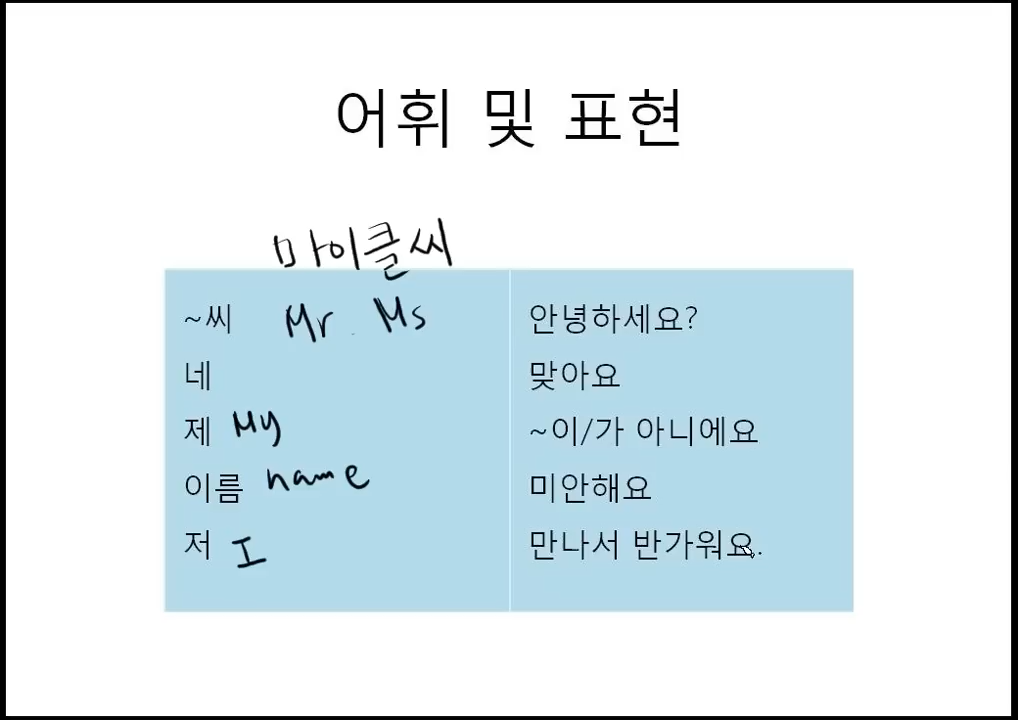 어휘 및 표현
마이클씨
~씨 Mr. Ms
네
제 My
이름 name
저 I
안녕하세요?
맞아요
~이/가 아니에요
미안해요
만나서 반가워요.